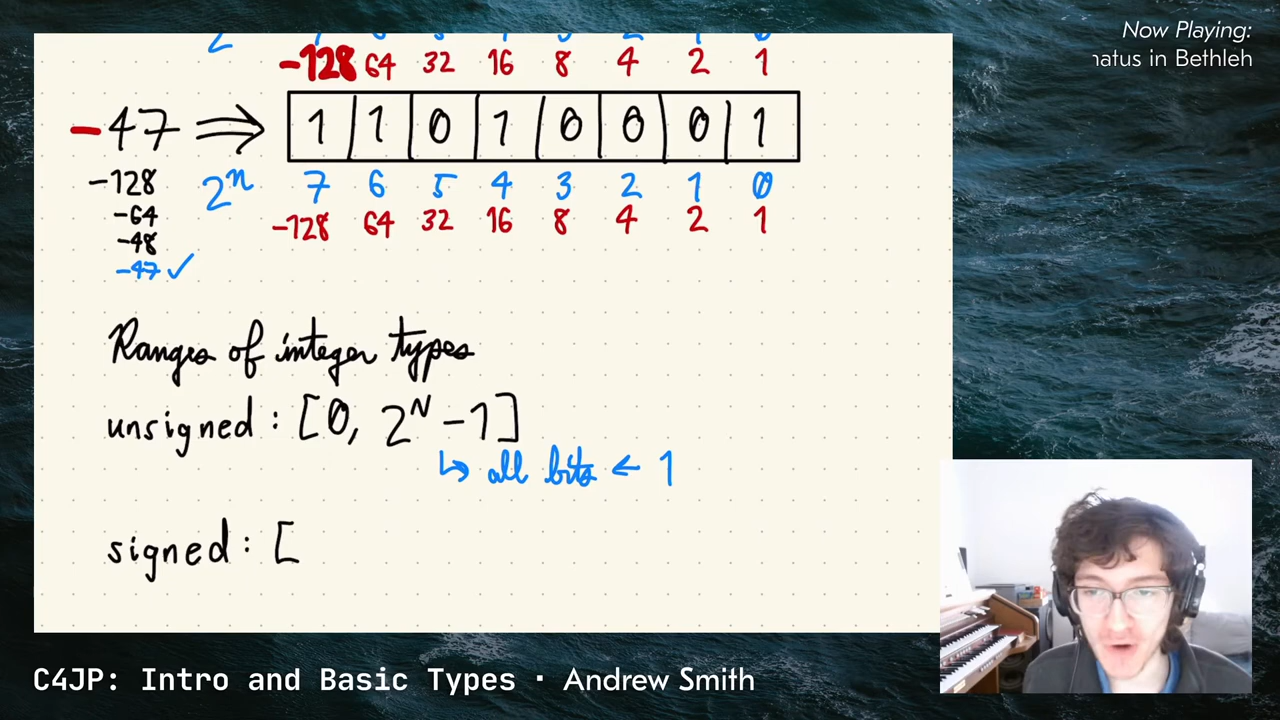 Now Playing:
natus in Bethleh
-128 64 32 16 8 4 2 1
-47 ⇒ 1 1 0 1 0 0 0 1
-128 2ⁿ 7 6 5 4 3 2 1 0
-64 -128 64 32 16 8 4 2 1
-48
-47 ✓
Ranges of integer types
unsigned: [0, 2ᴺ -1]
↳ all bits ← 1
signed: [
C4JP: Intro and Basic Types · Andrew Smith